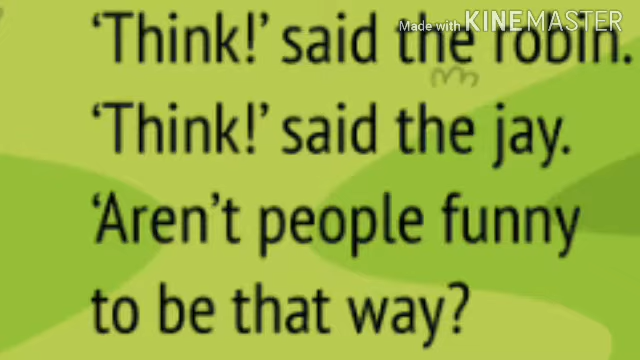 ‘Think!’ said the robin.
Made with KINEMASTER
‘Think!’ said the jay.
‘Aren’t people funny
to be that way?